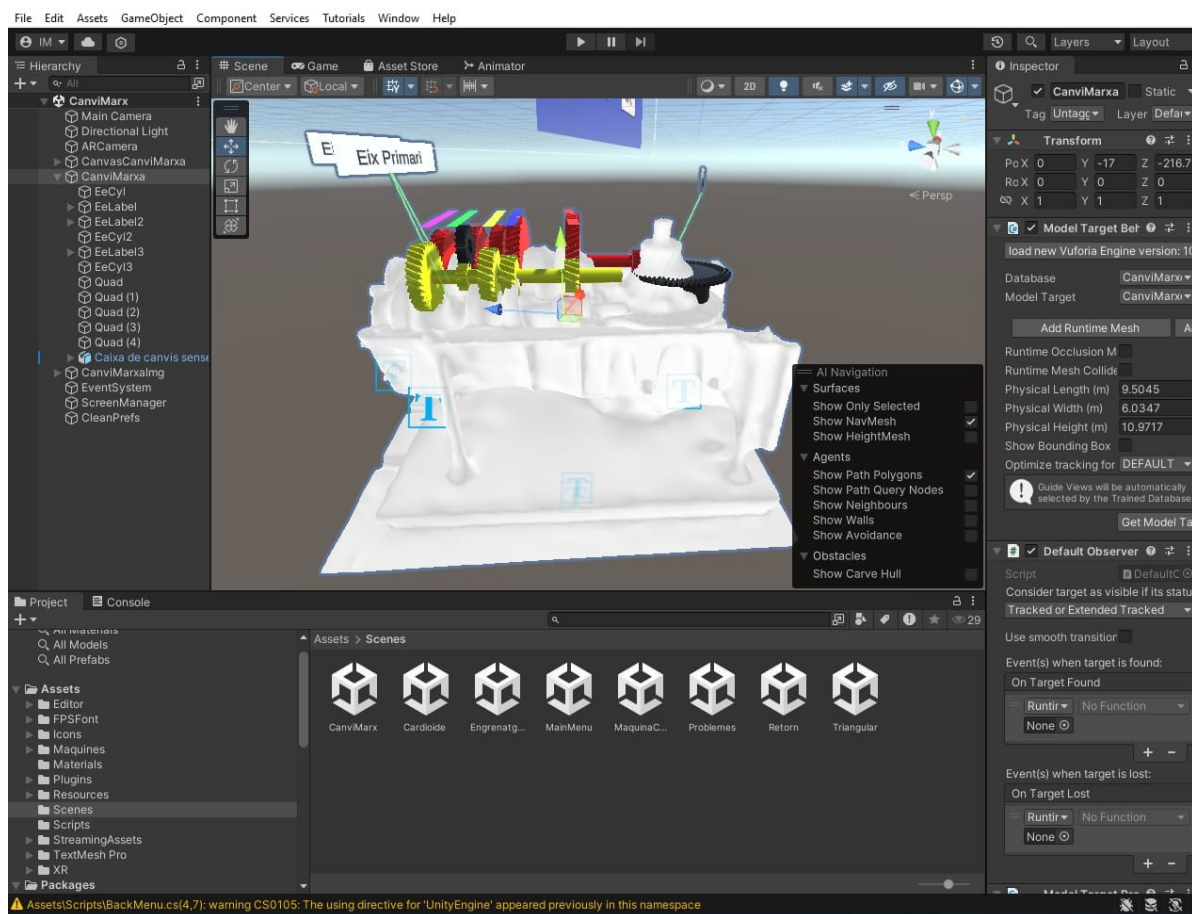 File Edit Assets GameObject Component Services Tutorials Window Help
IM
Layers Layout
Hierarchy
All
CanviMarx
Main Camera
Directional Light
ARCamera
CanvasCanviMarxa
CanviMarxa
EeCyl
EeLabel
EeLabel2
EeCyl2
EeLabel3
EeCyl3
Quad
Quad (1)
Quad (2)
Quad (3)
Quad (4)
Caixa de canvis sense
CanviMarxaImg
EventSystem
ScreenManager
CleanPrefs
Scene Game Asset Store Animator
Center Local 2D
Eix Primari
Persp
AI Navigation
Surfaces
Show Only Selected
Show NavMesh
Show HeightMesh
Agents
Show Path Polygons
Show Path Query Nodes
Show Neighbours
Show Walls
Show Avoidance
Obstacles
Show Carve Hull
Inspector
CanviMarxa Static
Tag Untagg Layer Defau
Transform
Po X 0 Y -17 Z -216.7
Ro X 0 Y 0 Z 0
X 1 Y 1 Z 1
Model Target Beh
load new Vuforia Engine version: 10
Database CanviMarx
Model Target CanviMarx
Add Runtime Mesh A
Runtime Occlusion M
Runtime Mesh Collide
Physical Length (m) 9.5045
Physical Width (m) 6.0347
Physical Height (m) 10.9717
Show Bounding Box
Optimize tracking for DEFAULT
Guide Views will be automatically
selected by the Trained Database
Get Model Ta
Default Observer
Script DefaultO
Consider target as visible if its statu
Tracked or Extended Tracked
Use smooth transition
Event(s) when target is found:
On Target Found
Runtir No Function
None
Event(s) when target is lost:
On Target Lost
Runtir No Function
None
Project Console
29
All Materials
All Models
All Prefabs
Assets
Editor
FPSFont
Icons
Maquines
Materials
Plugins
Resources
Scenes
Scripts
StreamingAssets
TextMesh Pro
XR
Packages
Assets > Scenes
CanviMarx Cardioide Engrenatg... MainMenu MaquinaC... Problemes Retorn Triangular
Assets\Scripts\BackMenu.cs(4,7): warning CS0105: The using directive for 'UnityEngine' appeared previously in this namespace